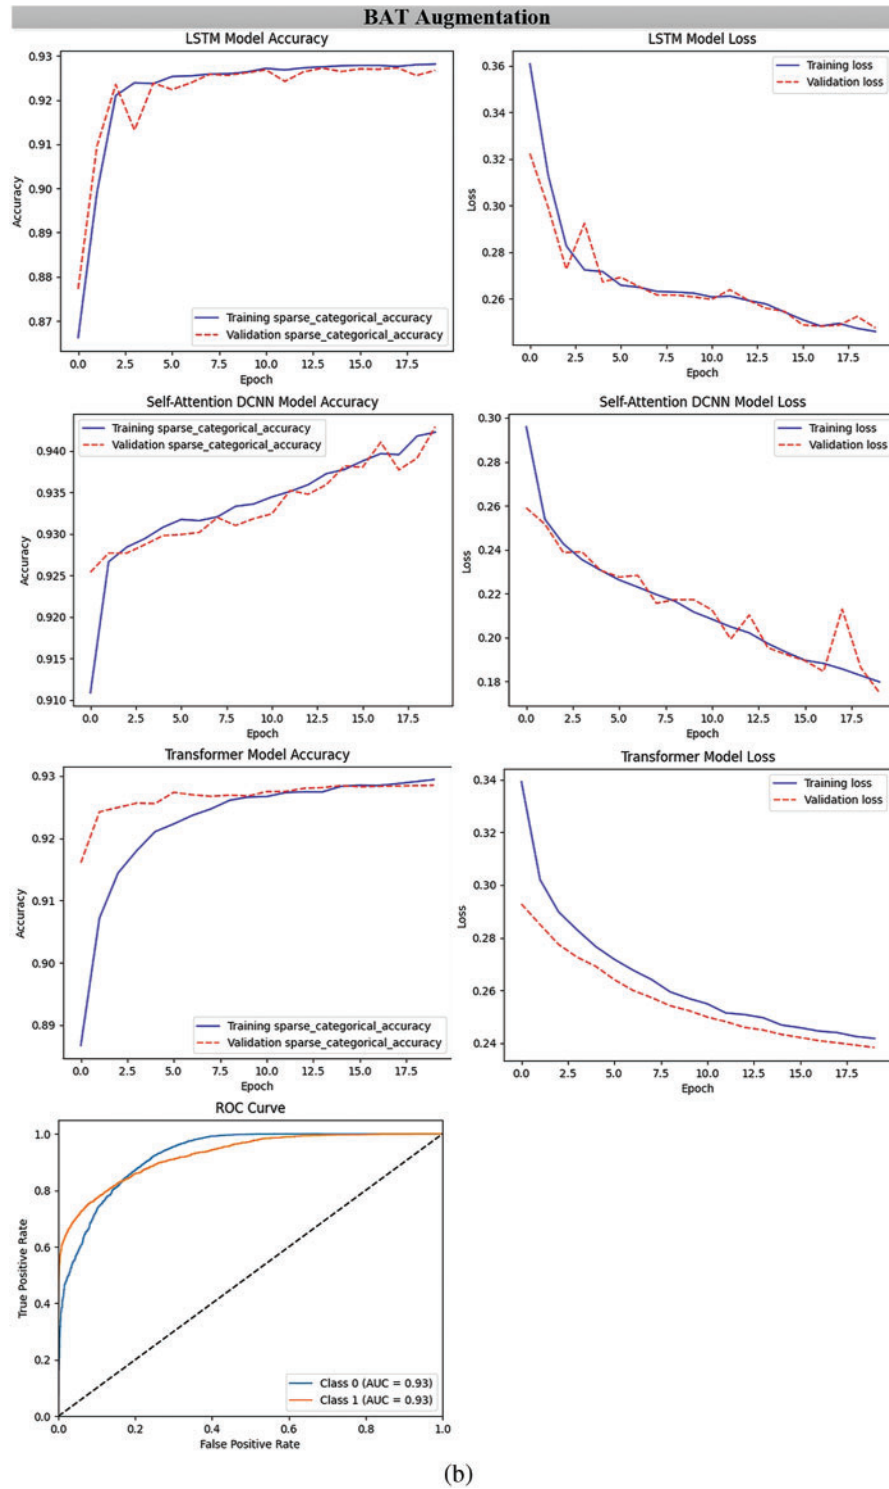 BAT Augmentation
LSTM Model Accuracy
0.93
0.92
0.91
0.90
0.89
0.88
0.87
Accuracy
Training sparse_categorical_accuracy
Validation sparse_categorical_accuracy
0.0 2.5 5.0 7.5 10.0 12.5 15.0 17.5
Epoch
LSTM Model Loss
0.36
0.34
0.32
0.30
0.28
0.26
Loss
Training loss
Validation loss
0.0 2.5 5.0 7.5 10.0 12.5 15.0 17.5
Epoch
Self-Attention DCNN Model Accuracy
Training sparse_categorical_accuracy
Validation sparse_categorical_accuracy
0.940
0.935
0.930
0.925
0.920
0.915
0.910
Accuracy
0.0 2.5 5.0 7.5 10.0 12.5 15.0 17.5
Epoch
Self-Attention DCNN Model Loss
0.30
0.28
0.26
0.24
0.22
0.20
0.18
Loss
Training loss
Validation loss
0.0 2.5 5.0 7.5 10.0 12.5 15.0 17.5
Epoch
Transformer Model Accuracy
0.93
0.92
0.91
0.90
0.89
Accuracy
Training sparse_categorical_accuracy
Validation sparse_categorical_accuracy
0.0 2.5 5.0 7.5 10.0 12.5 15.0 17.5
Epoch
Transformer Model Loss
0.34
0.32
0.30
0.28
0.26
0.24
Loss
Training loss
Validation loss
0.0 2.5 5.0 7.5 10.0 12.5 15.0 17.5
Epoch
ROC Curve
1.0
0.8
0.6
0.4
0.2
0.0
True Positive Rate
Class 0 (AUC = 0.93)
Class 1 (AUC = 0.93)
0.0 0.2 0.4 0.6 0.8 1.0
False Positive Rate
(b)